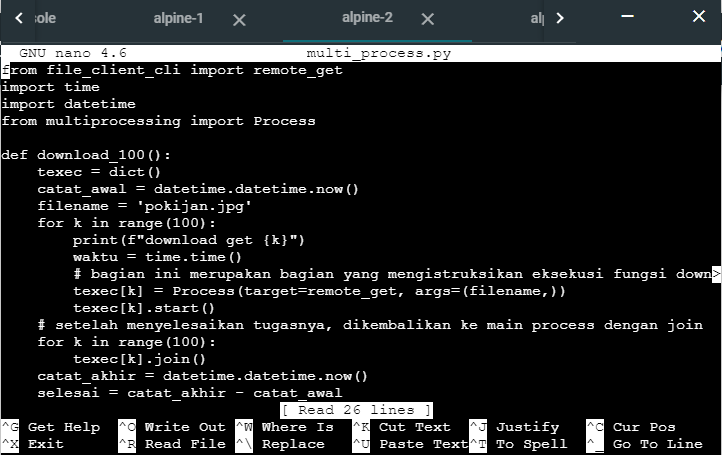 sole alpine-1 alpine-2 al
GNU nano 4.6 multi_process.py
from file_client_cli import remote_get
import time
import datetime
from multiprocessing import Process

def download_100():
    texec = dict()
    catat_awal = datetime.datetime.now()
    filename = 'pokijan.jpg'
    for k in range(100):
        print(f"download get {k}")
        waktu = time.time()
        # bagian ini merupakan bagian yang mengistruksikan eksekusi fungsi down>
        texec[k] = Process(target=remote_get, args=(filename,))
        texec[k].start()
    # setelah menyelesaikan tugasnya, dikembalikan ke main process dengan join
    for k in range(100):
        texec[k].join()
    catat_akhir = datetime.datetime.now()
    selesai = catat_akhir - catat_awal
[ Read 26 lines ]
^G Get Help ^O Write Out ^W Where Is ^K Cut Text ^J Justify ^C Cur Pos
^X Exit ^R Read File ^\ Replace ^U Paste Text ^T To Spell ^_ Go To Line